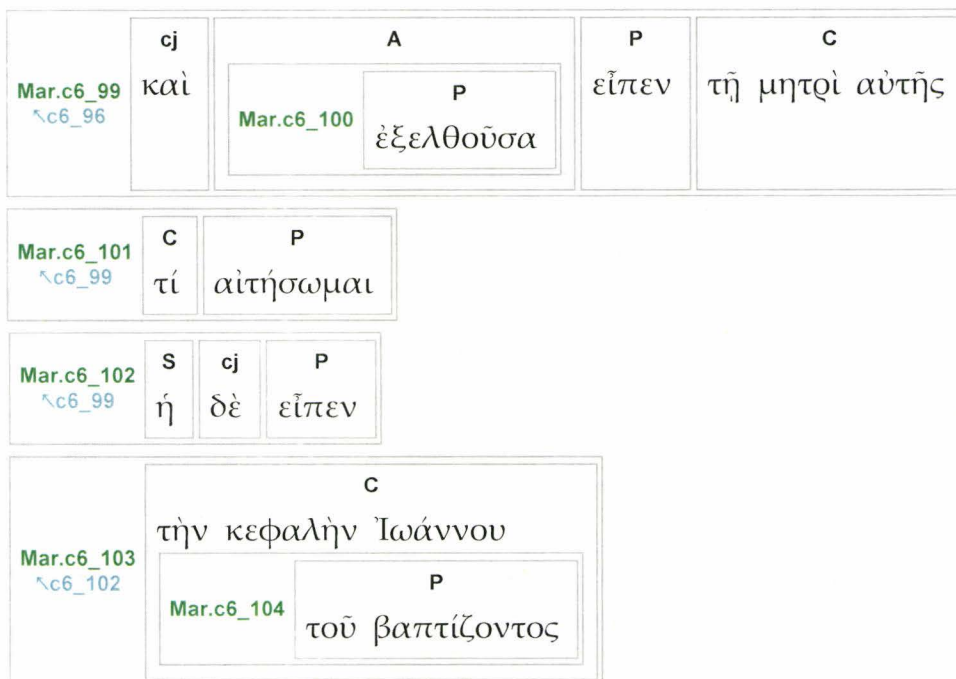 cj A P C
Mar.c6_99 καὶ εἶπεν τῇ μητρὶ αὐτῆς
↖c6_96
P
Mar.c6_100 ἐξελθοῦσα
C P
Mar.c6_101 τί αἰτήσωμαι
↖c6_99
S cj P
Mar.c6_102 ἡ δὲ εἶπεν
↖c6_99
C
τὴν κεφαλὴν Ἰωάννου
Mar.c6_103
↖c6_102
P
Mar.c6_104 τοῦ βαπτίζοντος